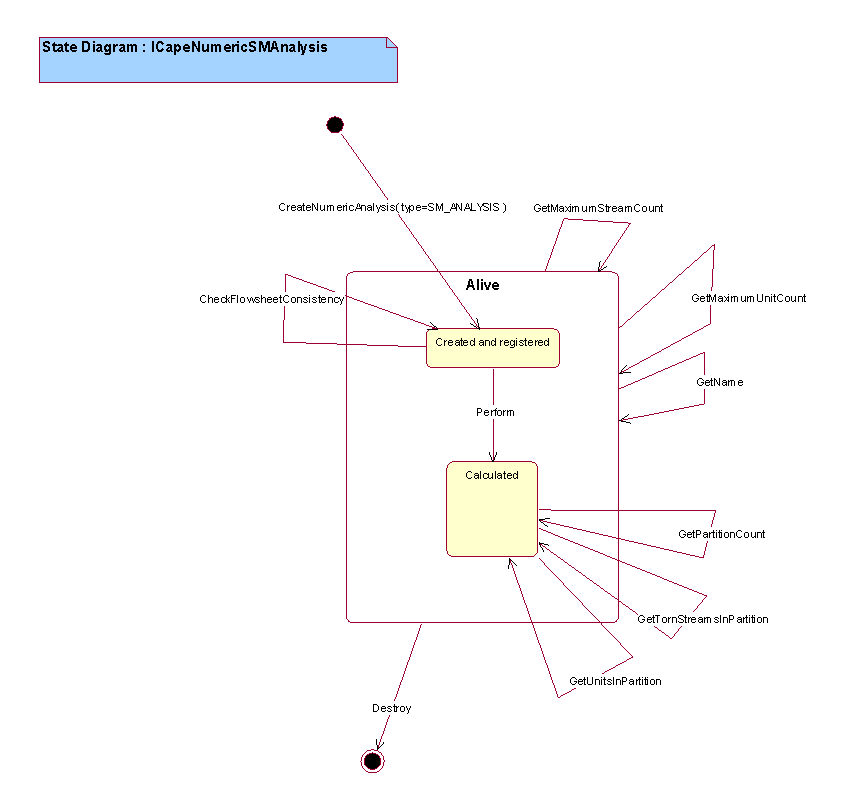 State Diagram : ICapeNumericSMAnalysis
CreateNumericAnalysis( type=SM_ANALYSIS )
GetMaximumStreamCount
Alive
CheckFlowsheetConsistency
GetMaximumUnitCount
Created and registered
GetName
Perform
Calculated
GetPartitionCount
GetTornStreamsInPartition
GetUnitsInPartition
Destroy